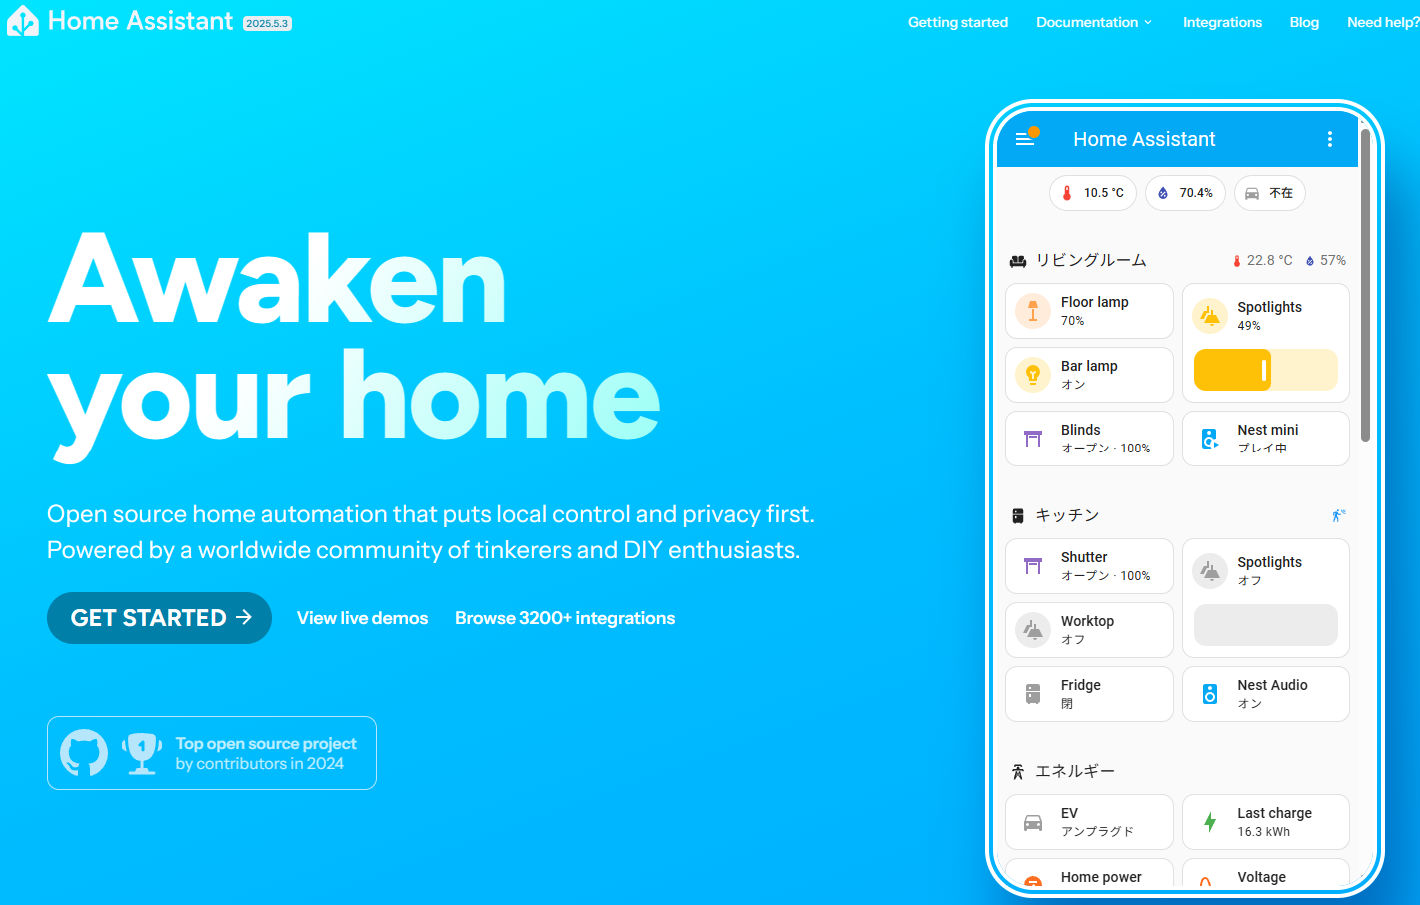 Home Assistant 2025.5.3
Getting started Documentation Integrations Blog Need help?
Awaken
your home
Open source home automation that puts local control and privacy first.
Powered by a worldwide community of tinkerers and DIY enthusiasts.
GET STARTED →
View live demos
Browse 3200+ integrations
1
Top open source project
by contributors in 2024
Home Assistant
10.5 °C
70.4%
不在
リビングルーム
22.8 °C 57%
Floor lamp
70%
Spotlights
49%
Bar lamp
オン
Blinds
オープン · 100%
Nest mini
プレイ中
キッチン
Shutter
オープン · 100%
Spotlights
オフ
Worktop
オフ
Fridge
閉
Nest Audio
オン
エネルギー
EV
アンプラグド
Last charge
16.3 kWh
Home power
Voltage